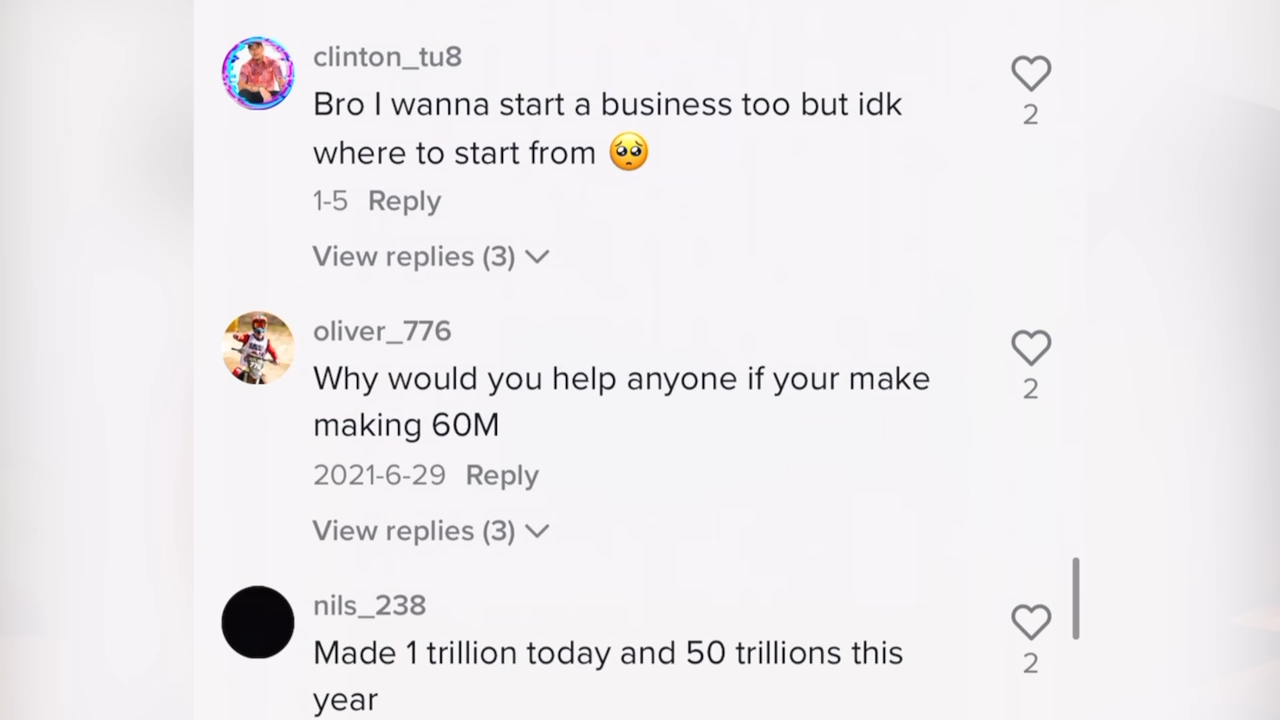 clinton_tu8
Bro I wanna start a business too but idk
where to start from 🥺
2
1-5 Reply
View replies (3)
oliver_776
Why would you help anyone if your make
making 60M
2
2021-6-29 Reply
View replies (3)
nils_238
Made 1 trillion today and 50 trillions this
year
2